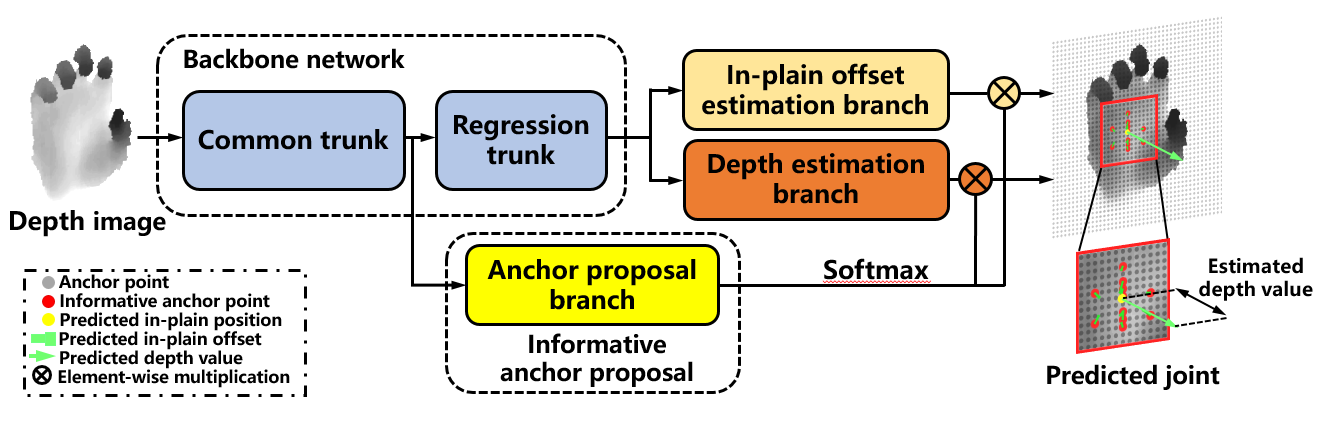 Backbone network
Common trunk
Regression
trunk
In-plain offset
estimation branch
Depth estimation
branch
Depth image
Anchor proposal
branch
Softmax
Informative
anchor proposal
Anchor point
Informative anchor point
Predicted in-plain position
Predicted in-plain offset
Predicted depth value
Element-wise multiplication
Estimated
depth value
Predicted joint